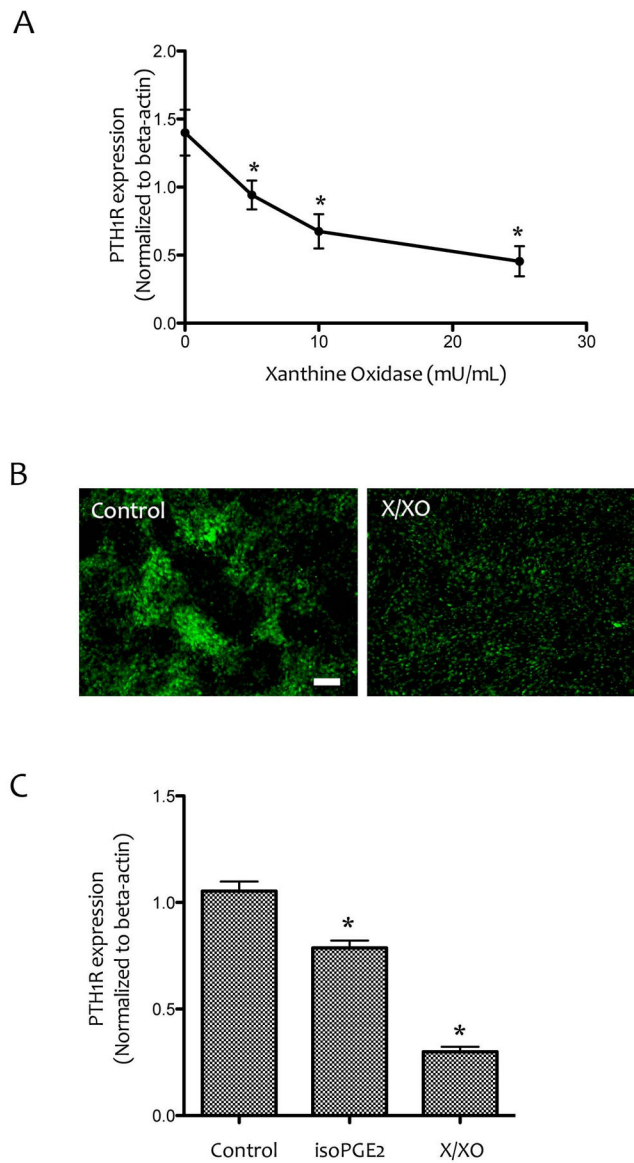 A
PTH1R expression
(Normalized to beta-actin)
2.0
1.5
1.0
0.5
0.0
*
*
*
0
10
20
30
Xanthine Oxidase (mU/mL)
B
Control
X/XO
C
PTH1R expression
(Normalized to beta-actin)
1.5
1.0
0.5
0.0
*
*
Control
isoPGE2
X/XO